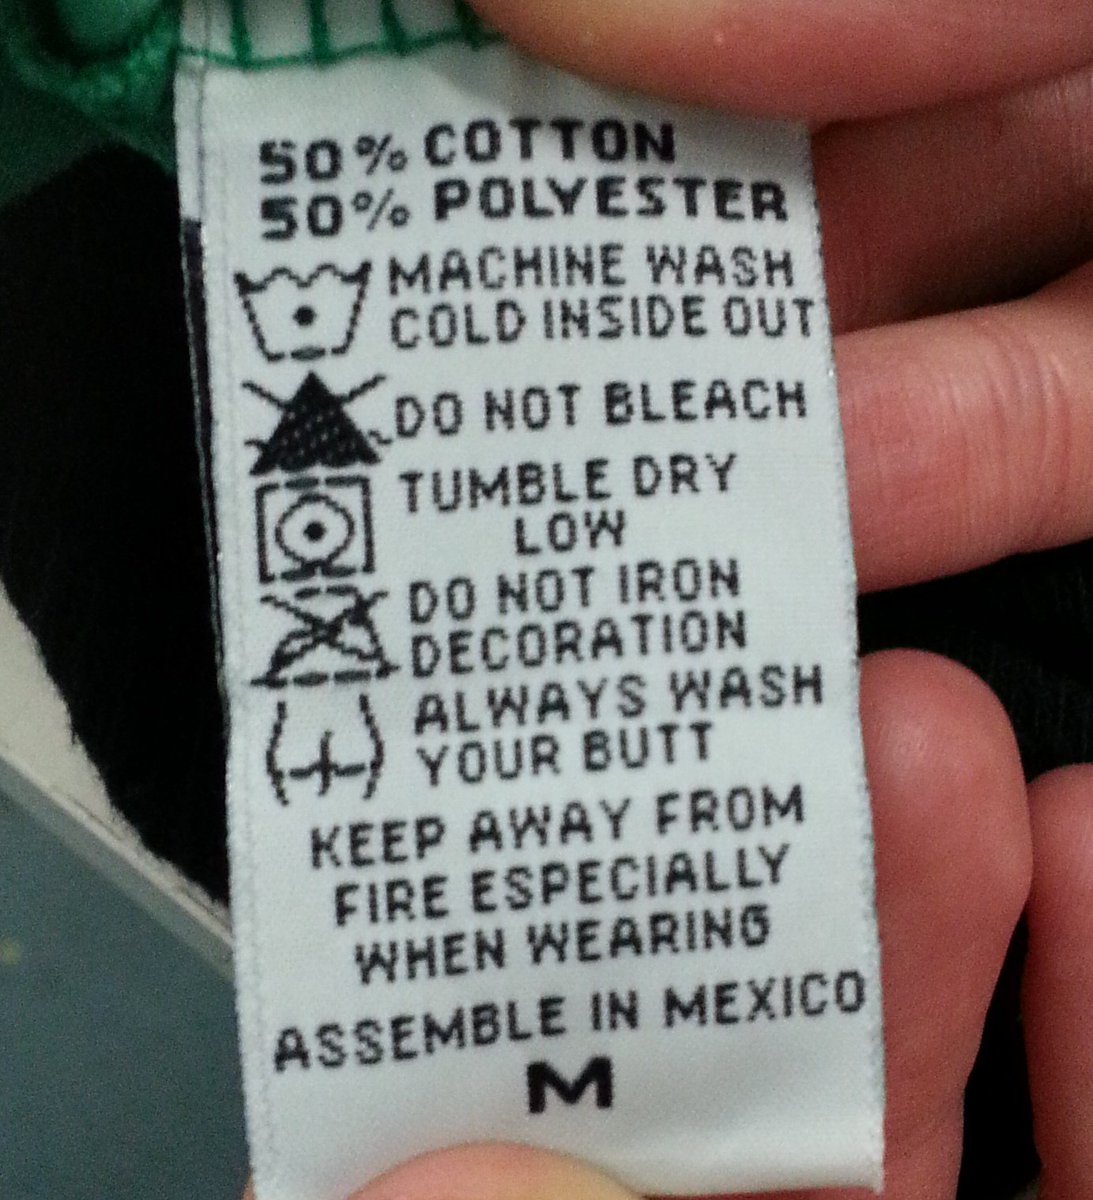 50% COTTON
50% POLYESTER
MACHINE WASH
COLD INSIDE OUT
DO NOT BLEACH
TUMBLE DRY
LOW
DO NOT IRON
DECORATION
ALWAYS WASH
YOUR BUTT
KEEP AWAY FROM
FIRE ESPECIALLY
WHEN WEARING
ASSEMBLE IN MEXICO
M